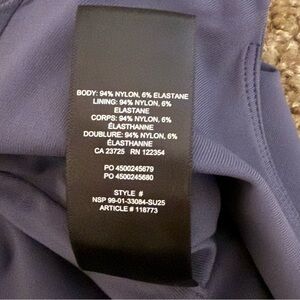 BODY: 94% NYLON, 6% ELASTANE
LINING: 94% NYLON, 6%
ELASTANE
CORPS: 94% NYLON, 6%
ÉLASTHANNE
DOUBLURE: 94% NYLON, 6%
ÉLASTHANNE
CA 23725 RN 122354
PO 4500245879
PO 4500245680
STYLE #
NSP 99-01-33084-SU25
ARTICLE # 118773